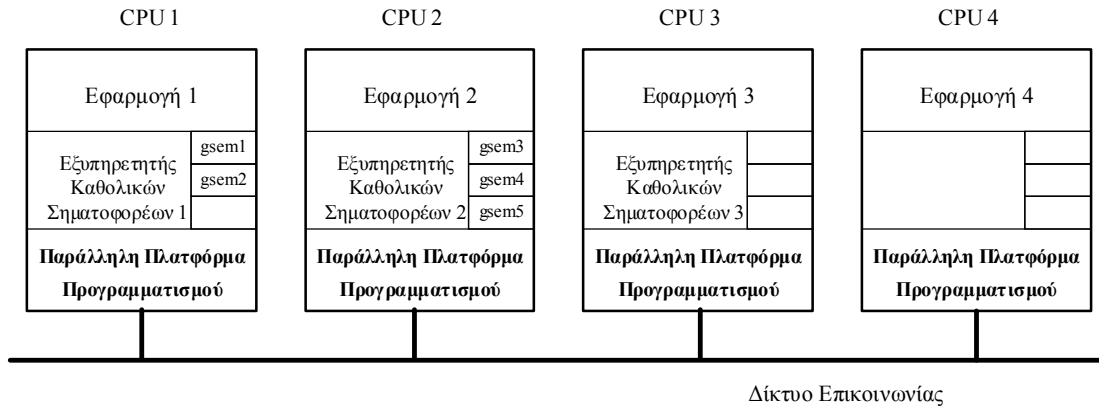 CPU 1
CPU 2
CPU 3
CPU 4
Εφαρμογή 1
Εφαρμογή 2
Εφαρμογή 3
Εφαρμογή 4
Εξυπηρετητής
Καθολικών
Σηματοφορέων 1
gsem1
gsem2
Εξυπηρετητής
Καθολικών
Σηματοφορέων 2
gsem3
gsem4
gsem5
Εξυπηρετητής
Καθολικών
Σηματοφορέων 3
Παράλληλη Πλατφόρμα
Προγραμματισμού
Παράλληλη Πλατφόρμα
Προγραμματισμού
Παράλληλη Πλατφόρμα
Προγραμματισμού
Παράλληλη Πλατφόρμα
Προγραμματισμού
Δίκτυο Επικοινωνίας